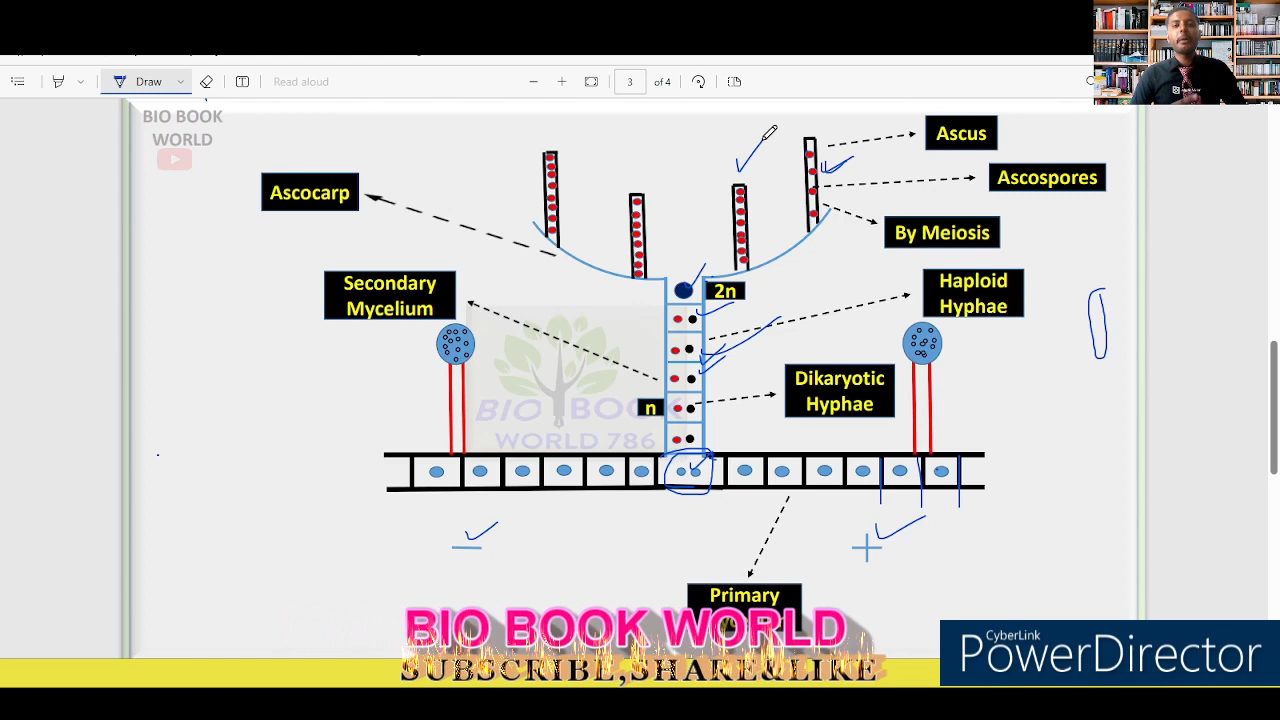 Draw
Read aloud
3
of 4
BIO BOOK
WORLD
Ascus
Ascospores
By Meiosis
Ascocarp
Secondary
Mycelium
2n
Haploid
Hyphae
Dikaryotic
Hyphae
n
BIO BOOK
WORLD 786
Primary
BIO BOOK WORLD
SUBSCRIBE,SHARE&LIKE
CyberLink
PowerDirector